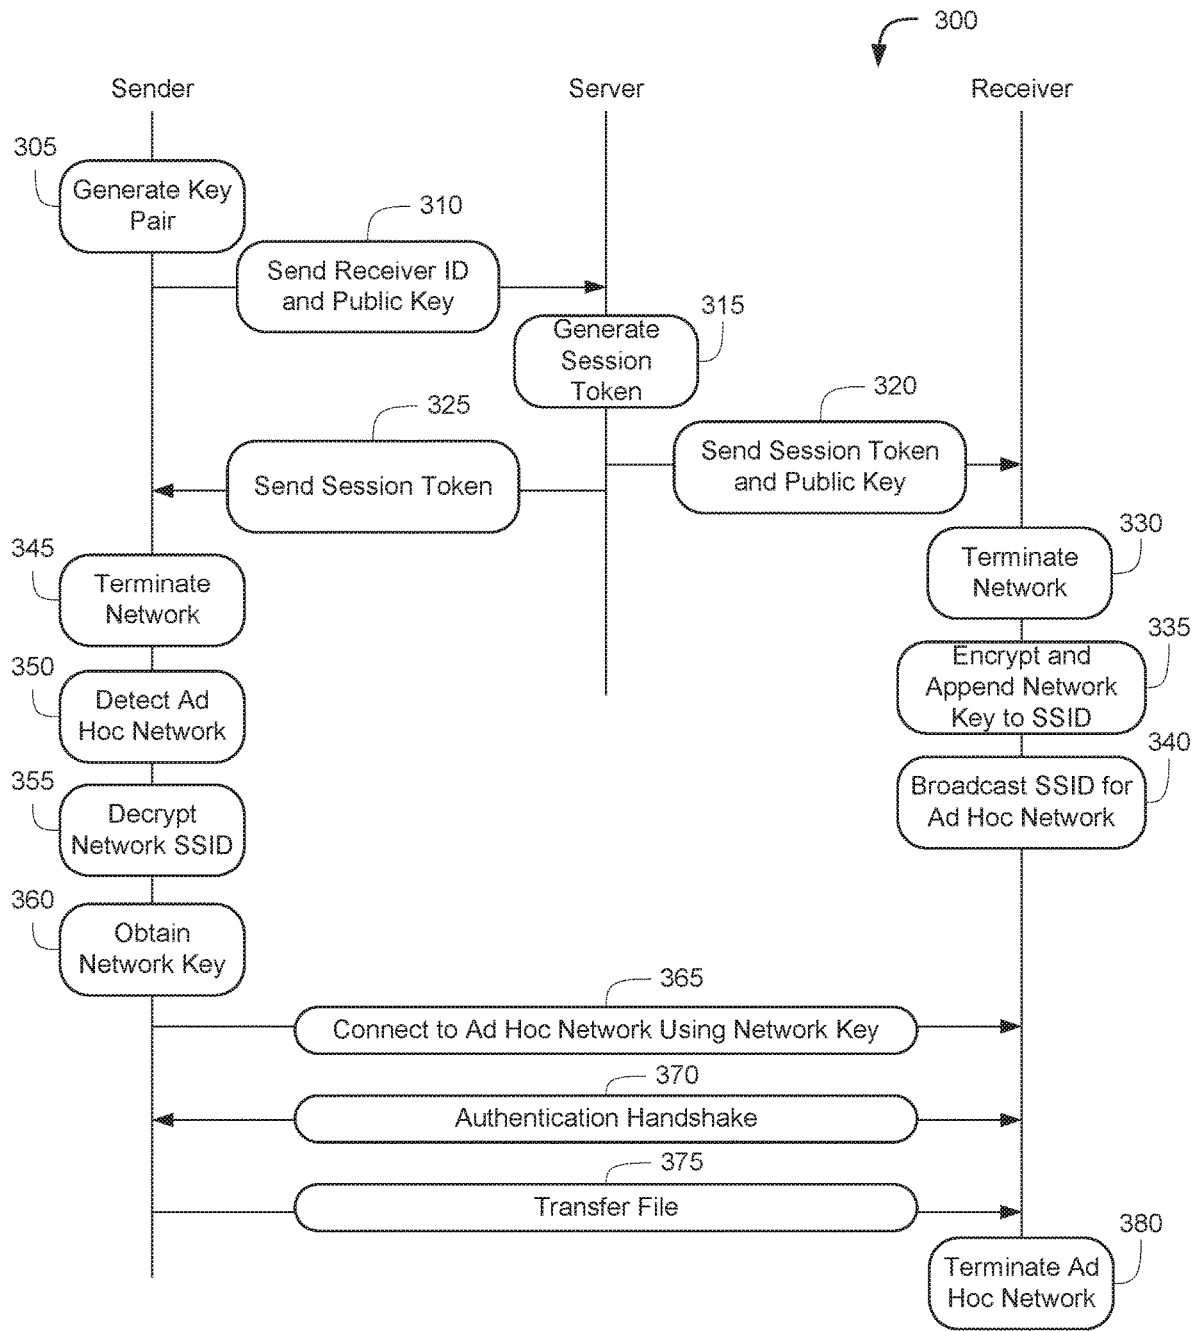 300
Sender
Server
Receiver
305
Generate Key
Pair
310
Send Receiver ID
and Public Key
315
Generate
Session
Token
320
Send Session Token
and Public Key
325
Send Session Token
330
Terminate
Network
335
Encrypt and
Append Network
Key to SSID
340
Broadcast SSID for
Ad Hoc Network
345
Terminate
Network
350
Detect Ad
Hoc Network
355
Decrypt
Network SSID
360
Obtain
Network Key
365
Connect to Ad Hoc Network Using Network Key
370
Authentication Handshake
375
Transfer File
380
Terminate Ad
Hoc Network